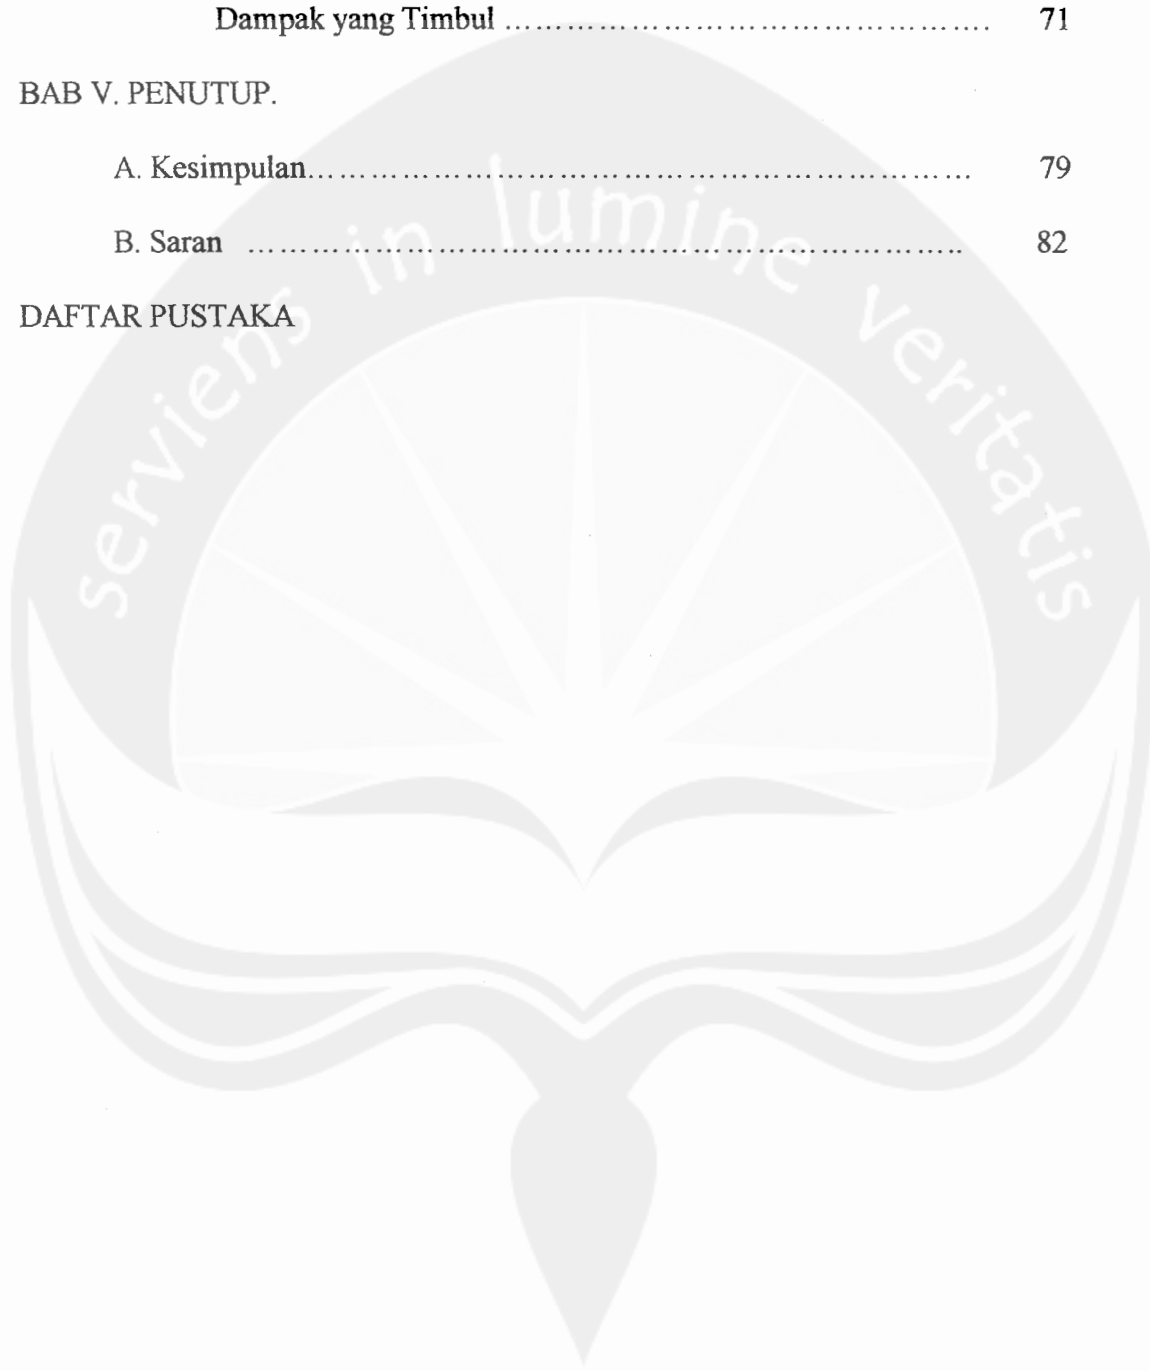 Dampak yang Timbul ................................................ 71
BAB V. PENUTUP.
A. Kesimpulan................................................................ 79
B. Saran .................................................................... 82
DAFTAR PUSTAKA
serviens in lumine veritatis